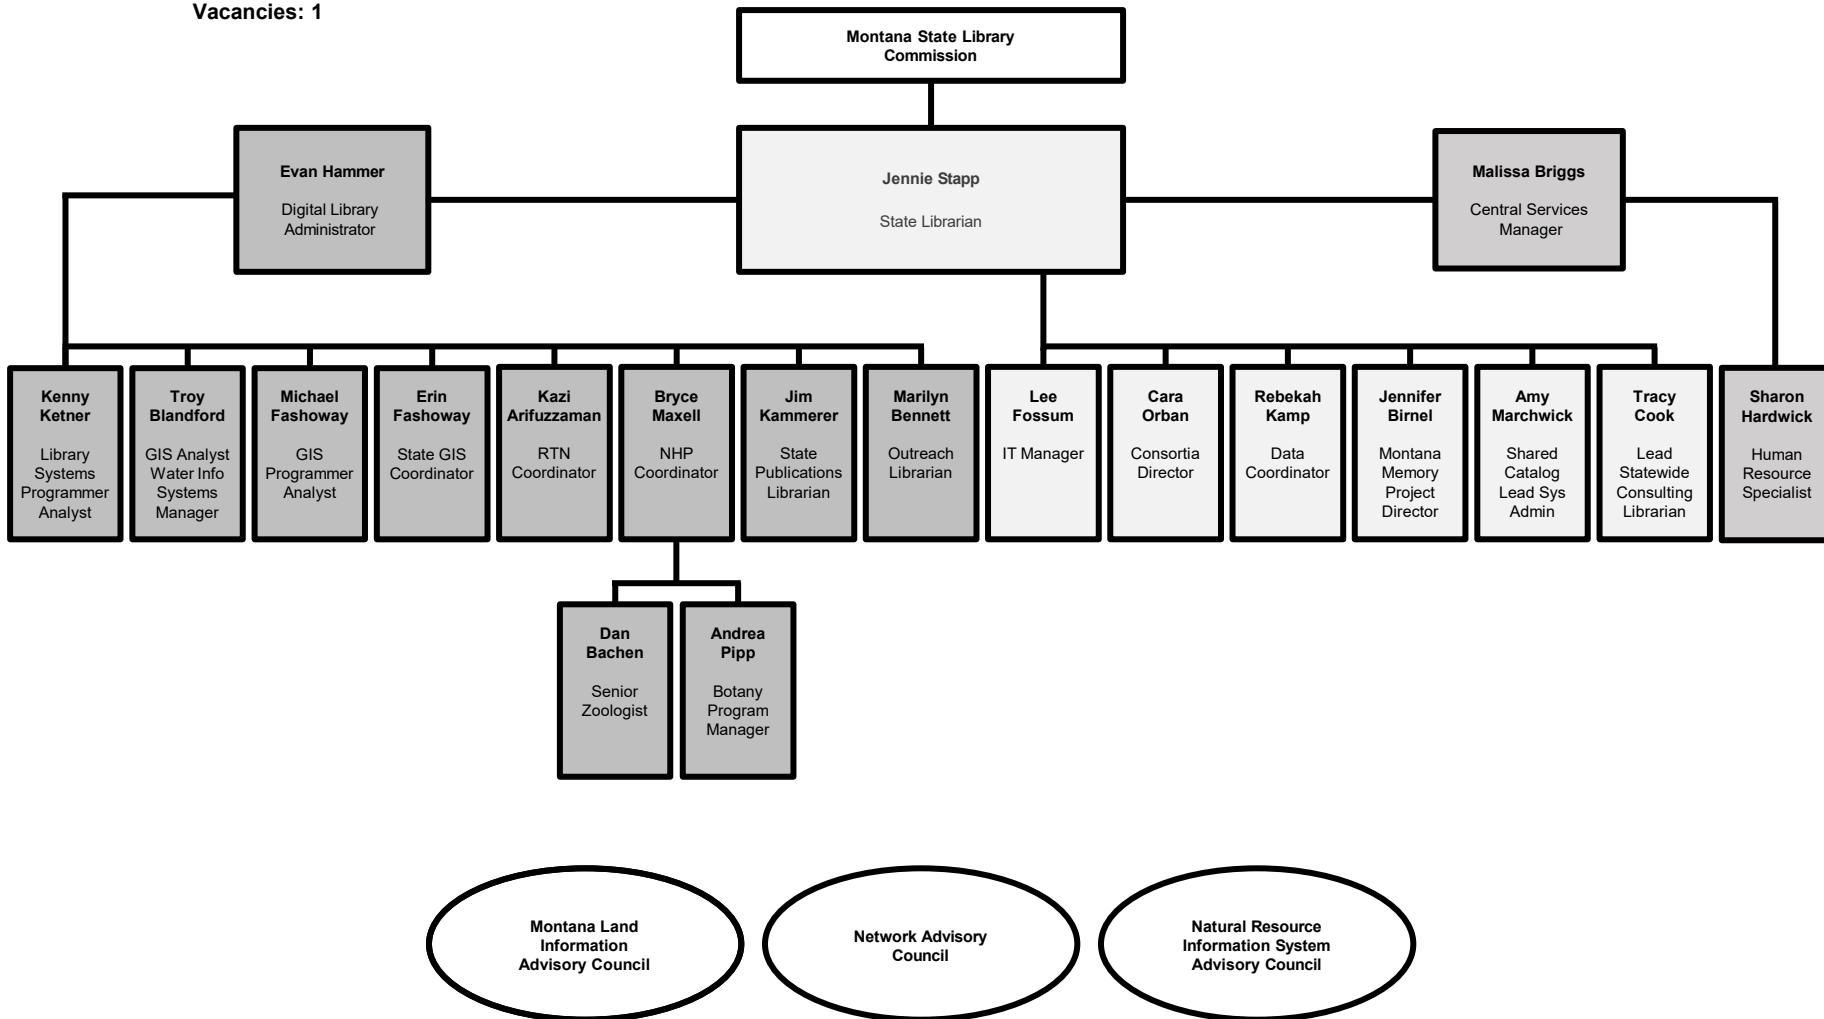 Vacancies: 1
Montana State Library
Commission
Evan Hammer
Digital Library
Administrator
Jennie Stapp
State Librarian
Malissa Briggs
Central Services
Manager
Kenny
Ketner
Library
Systems
Programmer
Analyst
Troy
Blandford
GIS Analyst
Water Info
Systems
Manager
Michael
Fashoway
GIS
Programmer
Analyst
Erin
Fashoway
State GIS
Coordinator
Kazi
Arifuzzaman
RTN
Coordinator
Bryce
Maxell
NHP
Coordinator
Jim
Kammerer
State
Publications
Librarian
Marilyn
Bennett
Outreach
Librarian
Lee
Fossum
IT Manager
Cara
Orban
Consortia
Director
Rebekah
Kamp
Data
Coordinator
Jennifer
Birnel
Montana
Memory
Project
Director
Amy
Marchwick
Shared
Catalog
Lead Sys
Admin
Tracy
Cook
Lead
Statewide
Consulting
Librarian
Sharon
Hardwick
Human
Resource
Specialist
Dan
Bachen
Senior
Zoologist
Andrea
Pipp
Botany
Program
Manager
Montana Land
Information
Advisory Council
Network Advisory
Council
Natural Resource
Information System
Advisory Council